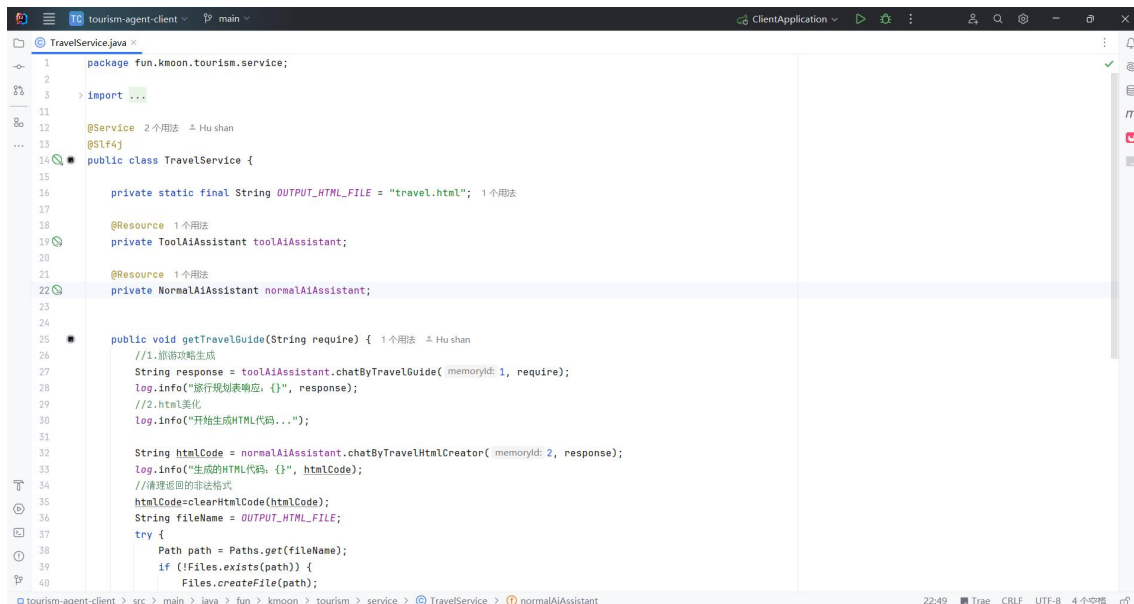 TC tourism-agent-client main ClientApplication
TravelService.java
1 package fun.kmoon.tourism.service;
2
3 import ...
11
12 @Service 2个用法 Hu shan
13 @Slf4j
14 public class TravelService {
15
16 private static final String OUTPUT_HTML_FILE = "travel.html"; 1个用法
17
18 @Resource 1个用法
19 private ToolAiAssistant toolAiAssistant;
20
21 @Resource 1个用法
22 private NormalAiAssistant normalAiAssistant;
23
24
25 public void getTravelGuide(String require) { 1个用法 Hu shan
26 //1.旅游攻略生成
27 String response = toolAiAssistant.chatByTravelGuide( memoryId: 1, require);
28 log.info("旅行规划表响应：{}", response);
29 //2.html美化
30 log.info("开始生成HTML代码...");
31
32 String htmlCode = normalAiAssistant.chatByTravelHtmlCreator( memoryId: 2, response);
33 log.info("生成的HTML代码：{}", htmlCode);
34 //清理返回的非法格式
35 htmlCode=clearHtmlCode(htmlCode);
36 String fileName = OUTPUT_HTML_FILE;
37 try {
38 Path path = Paths.get(fileName);
39 if (!Files.exists(path)) {
40 Files.createFile(path);
tourism-agent-client > src > main > java > fun > kmoon > tourism > service > TravelService > normalAiAssistant 22:49 Trae CRLF UTF-8 4个空格